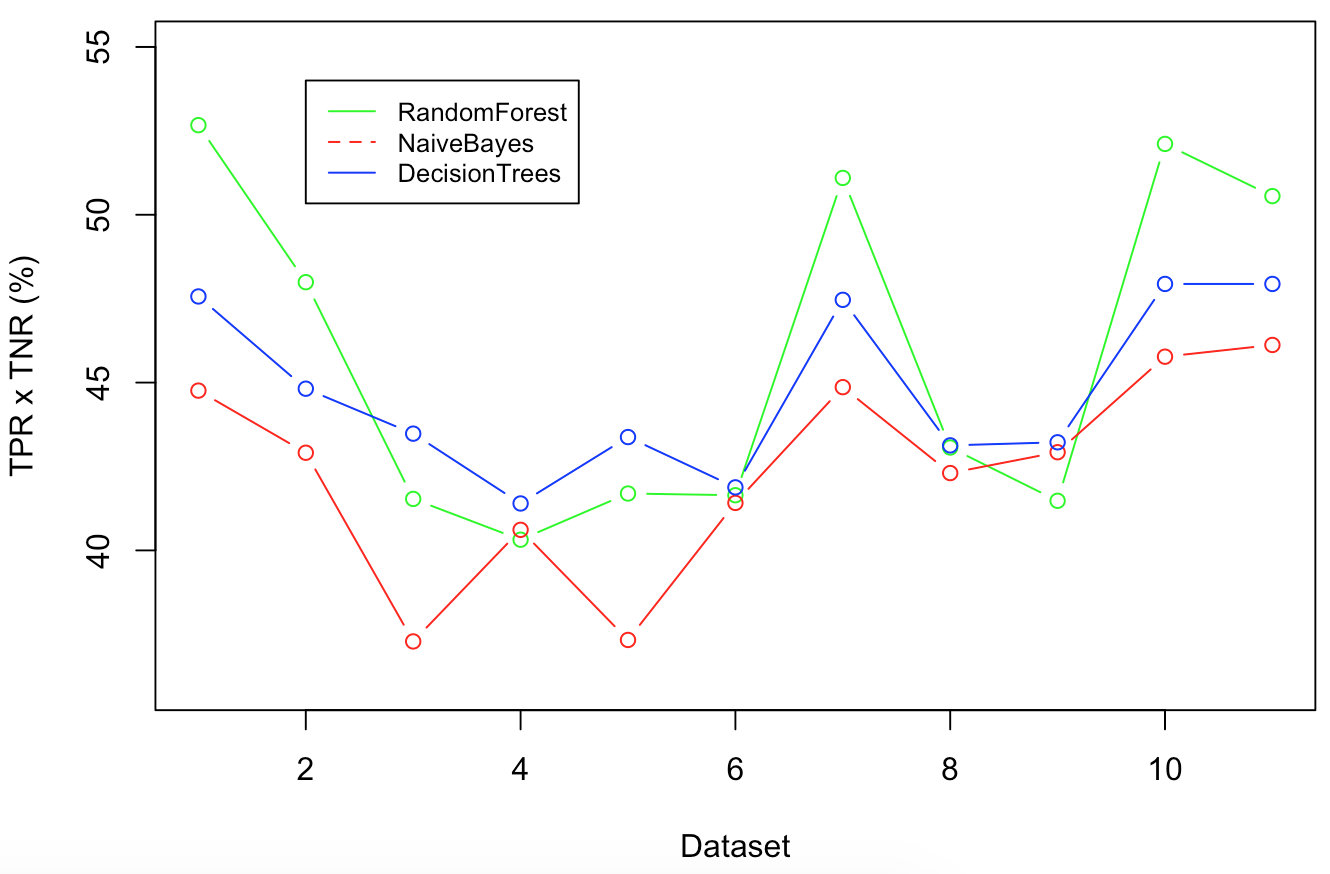 TPR x TNR (%)
55
50
45
40
RandomForest
NaiveBayes
DecisionTrees
2 4 6 8 10
Dataset